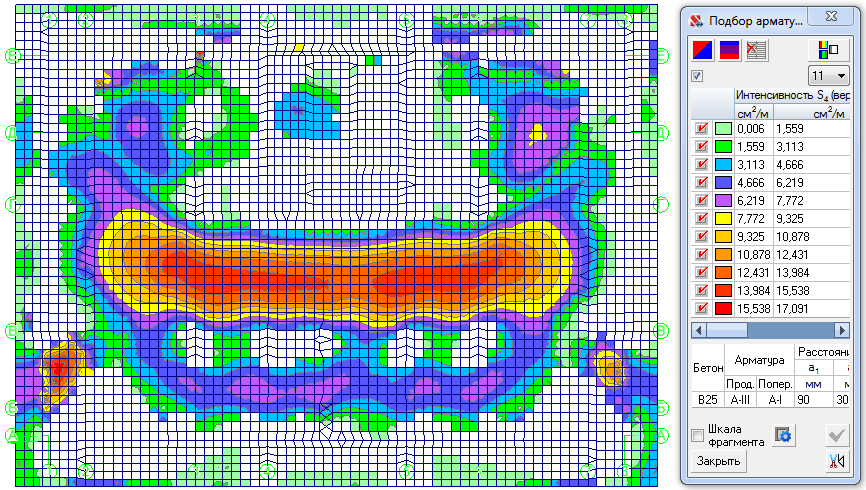 Подбор армату...
11
Интенсивность S4 (вер
см2/м см2/м
0,006 1,559
1,559 3,113
3,113 4,666
4,666 6,219
6,219 7,772
7,772 9,325
9,325 10,878
10,878 12,431
12,431 13,984
13,984 15,538
15,538 17,091
Бетон Арматура Расстояни
Прод. Попер. a1
мм
B25 A-III A-I 90 30
Шкала
фрагмента
Закрыть
Е Е
Д Д
Г Г
Б
В В
А А